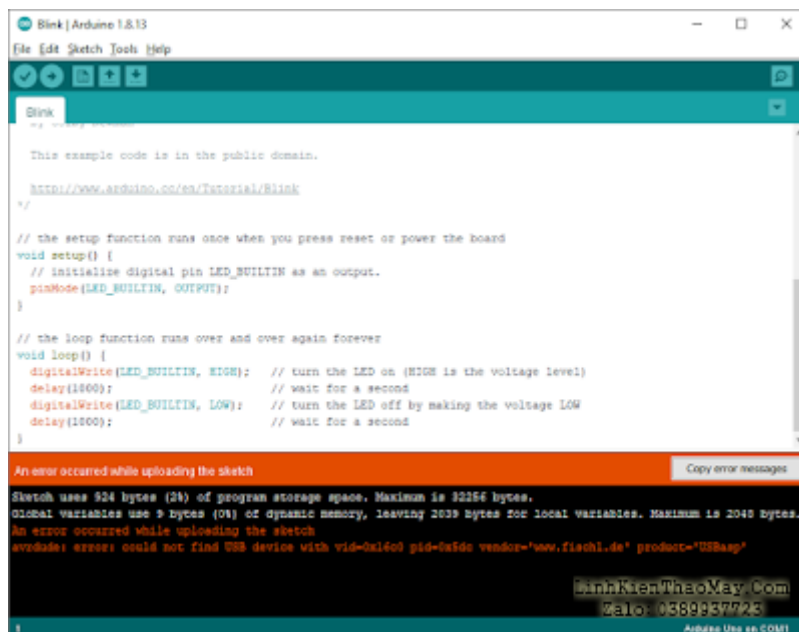 Blink | Arduino 1.8.13
File Edit Sketch Tools Help
Blink
This example code is in the public domain.
http://www.arduino.cc/en/Tutorial/Blink
*/
// the setup function runs once when you press reset or power the board
void setup() {
// initialize digital pin LED_BUILTIN as an output.
pinMode(LED_BUILTIN, OUTPUT);
}
// the loop function runs over and over again forever
void loop() {
digitalWrite(LED_BUILTIN, HIGH); // turn the LED on (HIGH is the voltage level)
delay(1000); // wait for a second
digitalWrite(LED_BUILTIN, LOW); // turn the LED off by making the voltage LOW
delay(1000); // wait for a second
}
An error occurred while uploading the sketch
Copy error messages
Sketch uses 924 bytes (2%) of program storage space. Maximum is 32256 bytes.
Global variables use 9 bytes (0%) of dynamic memory, leaving 2039 bytes for local variables. Maximum is 2048 bytes.
An error occurred while uploading the sketch
avrdude: error: could not find USB device with vid=0x16c0 pid=0x5dc vendor='www.fischl.de' product='USBasp'
LinhKienThaoMay.Com
Zalo: 0389937723
1
Arduino Uno on COM1